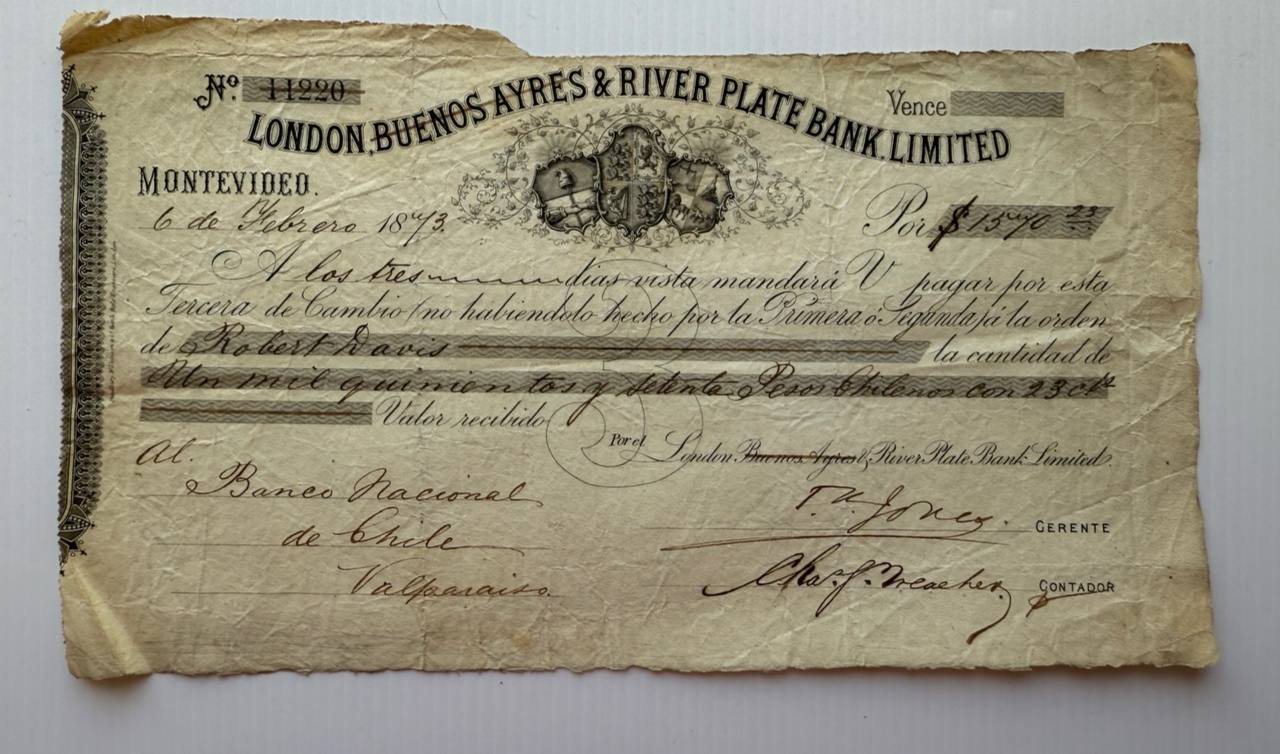 Nº 11220
LONDON, BUENOS AYRES & RIVER PLATE BANK, LIMITED
Vence
MONTEVIDEO.
6 de Febrero 1873.
Por $ 1570 23
A los tres dias vista mandará V pagar por esta
Tercera de Cambio (no habiendolo hecho por la Primera ó Segunda) á la orden
de Robert Davis la cantidad de
Un mil quinientos y setenta Pesos Chilenos con 23 cts
Valor recibido
Por el London Buenos Ayres & River Plate Bank Limited.
Al.
Banco Nacional
de Chile
Valparaiso.
Jones. GERENTE
Chas. J. CONTADOR